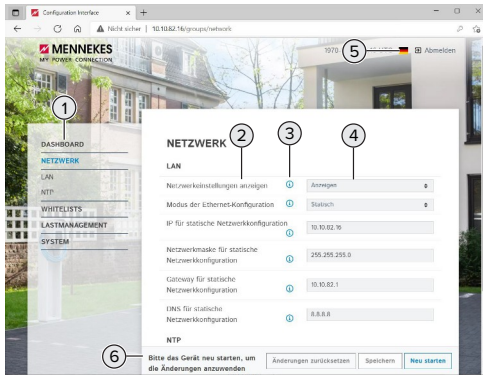 Configuration Interface
Nicht sicher | 10.10.82.16/groups/network
MENNEKES
MY POWER CONNECTION
1970-
5
Abmelden
1
2
3
4
DASHBOARD
NETZWERK
LAN
NTP
WHITELISTS
LASTMANAGEMENT
SYSTEM
NETZWERK
LAN
Netzwerkeinstellungen anzeigen
Anzeigen
Modus der Ethernet-Konfiguration
Statisch
IP für statische Netzwerkkonfiguration
10.10.82.16
Netzwerkmaske für statische
Netzwerkkonfiguration
255.255.255.0
Gateway für statische
Netzwerkkonfiguration
10.10.82.1
DNS für statische
Netzwerkkonfiguration
8.8.8.8
NTP
6
Bitte das Gerät neu starten, um
die Änderungen anzuwenden
Änderungen zurücksetzen
Speichern
Neu starten